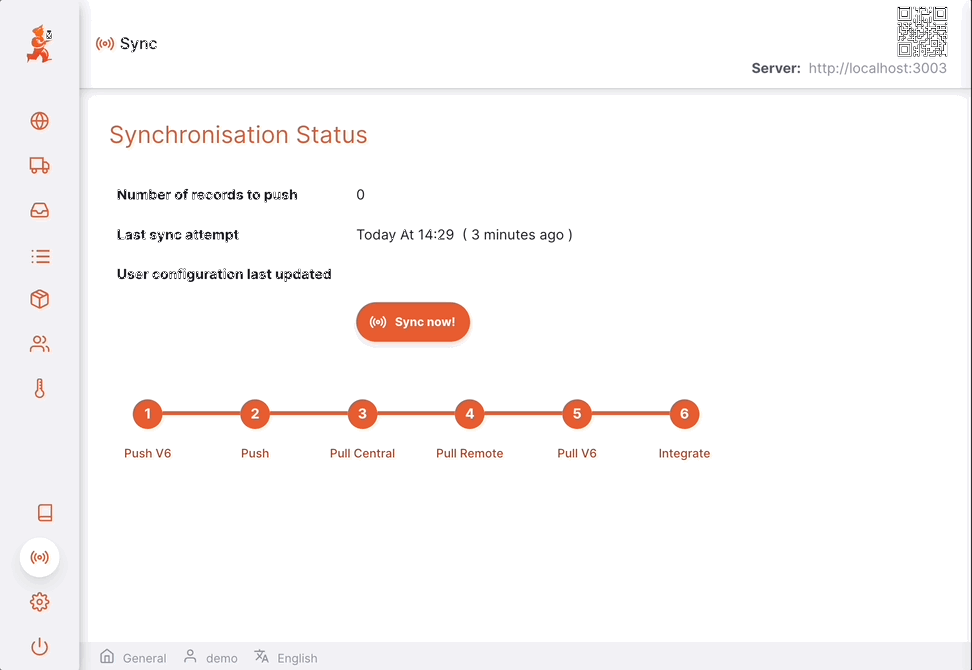 Sync
Server: http://localhost:3003
Synchronisation Status
Number of records to push 0
Last sync attempt Today At 14:29 ( 3 minutes ago )
User configuration last updated
Sync now!
1 2 3 4 5 6
Push V6 Push Pull Central Pull Remote Pull V6 Integrate
General demo English